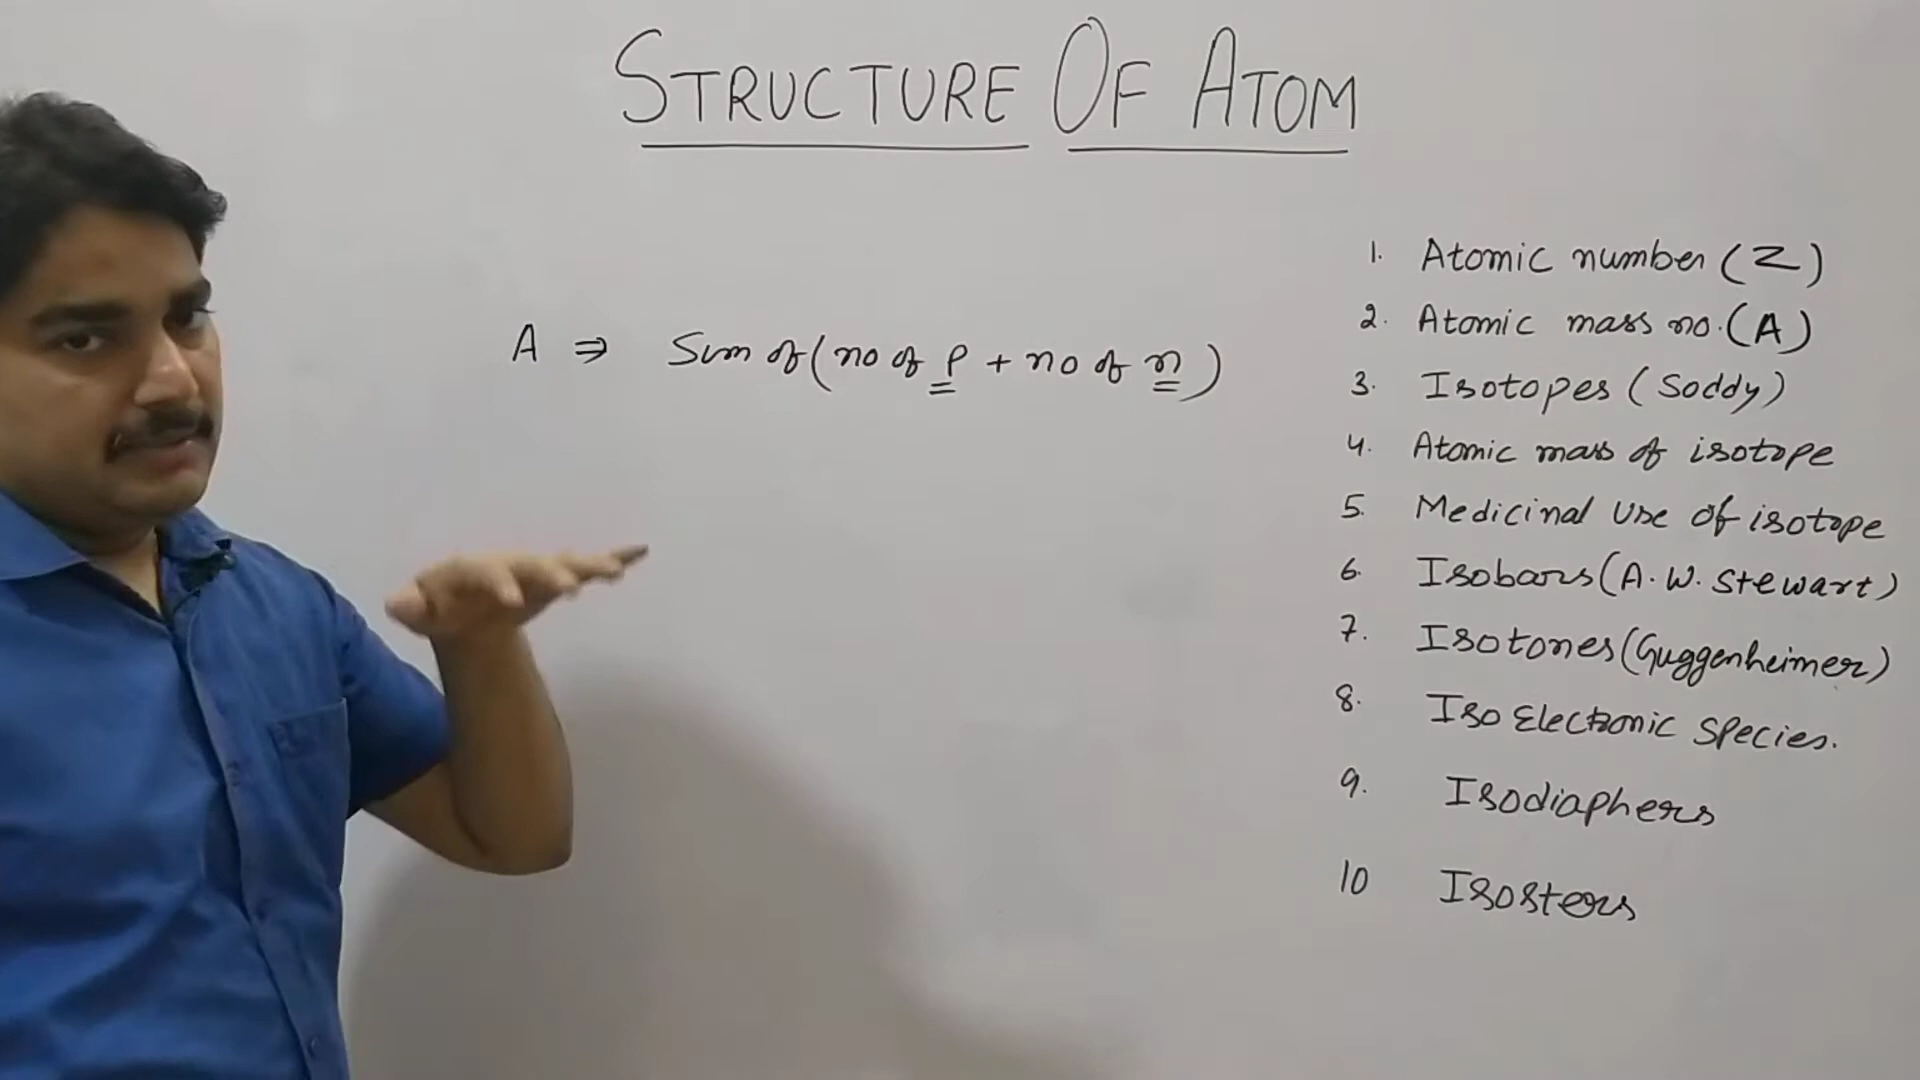 STRUCTURE OF ATOM
A ⇒ Sum of (no of p + no of n)
1. Atomic number (Z)
2. Atomic mass no. (A)
3. Isotopes (Soddy)
4. Atomic mass of isotope
5. Medicinal Use of isotope
6. Isobars (A. W. Stewart)
7. Isotones (Guggenheimer)
8. Iso Electronic Species.
9. Isodiaphers
10 Isosters